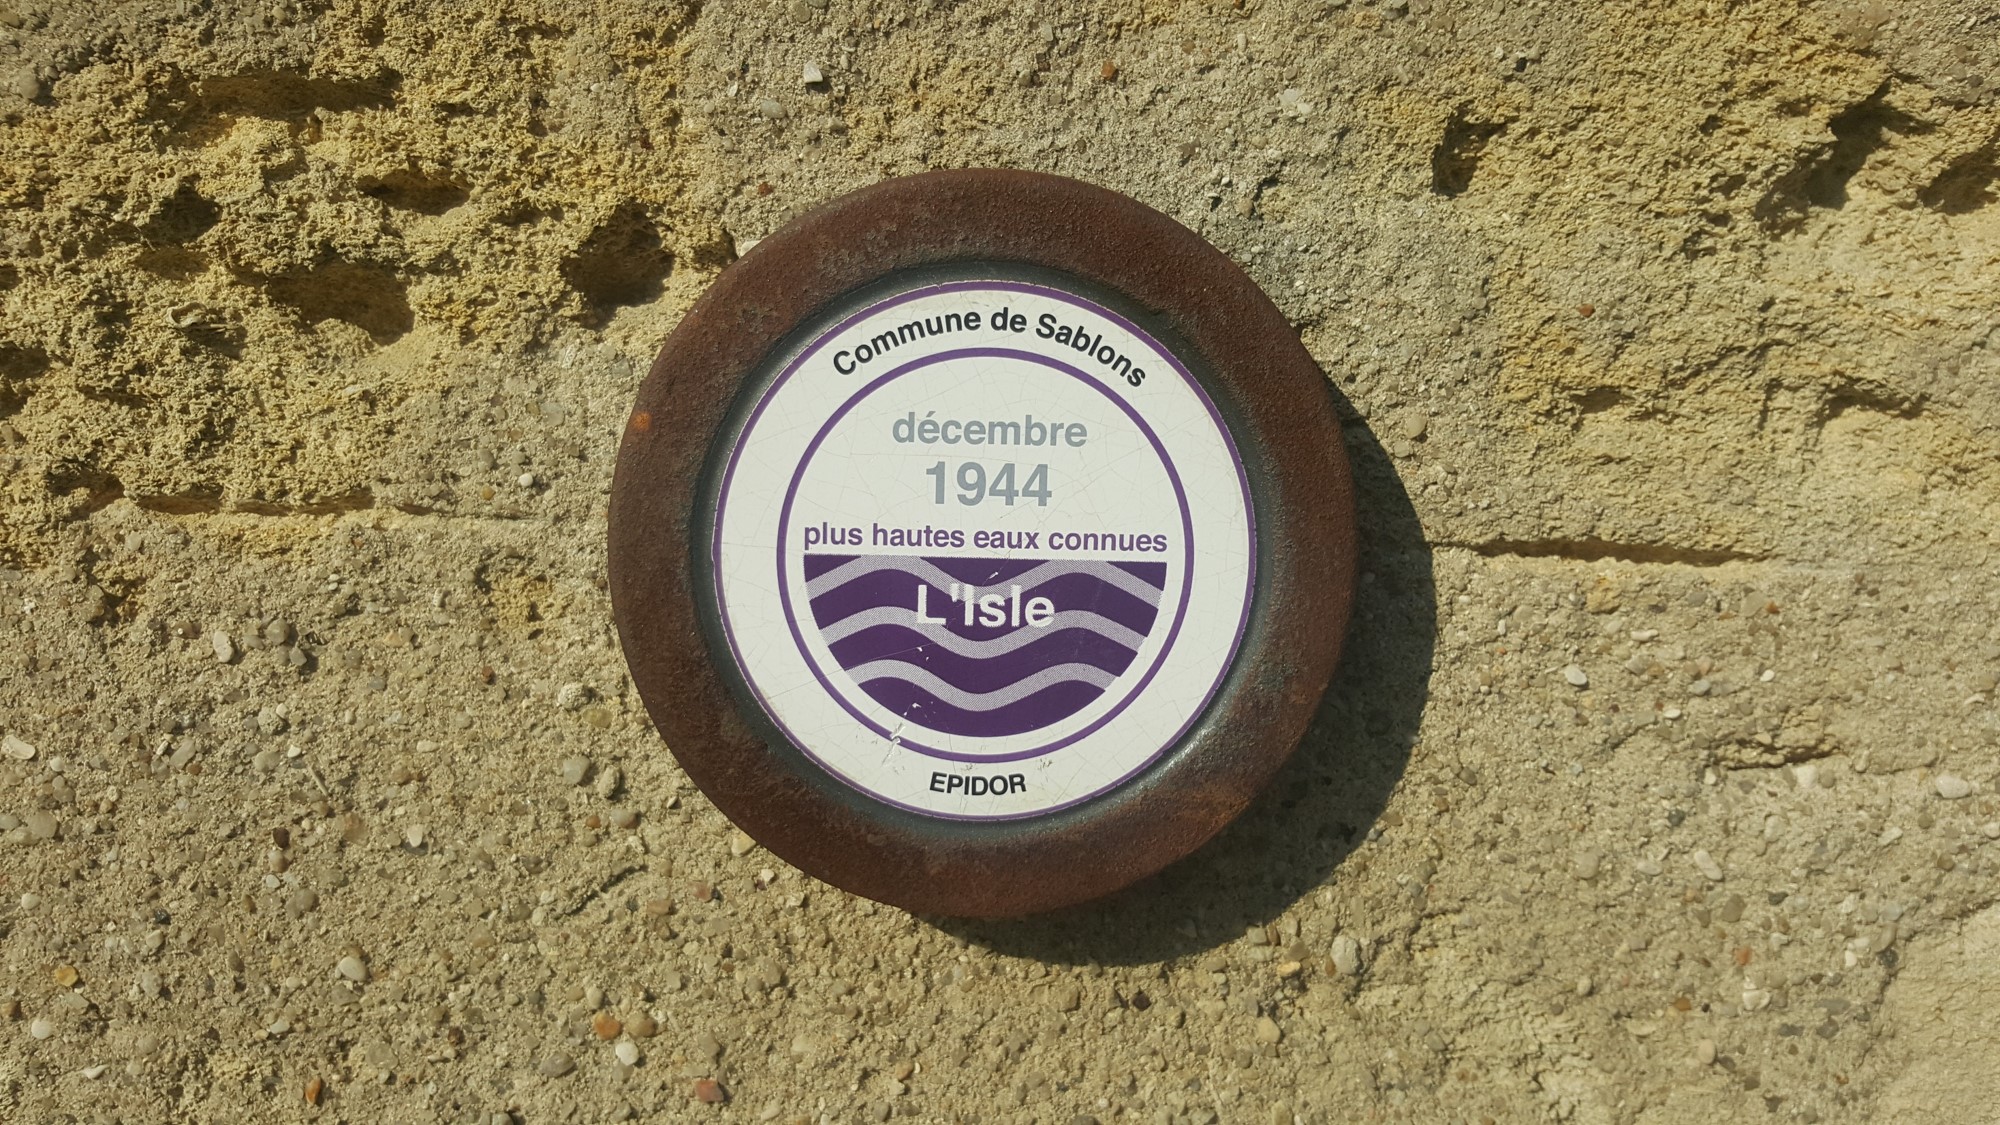 Commune de Sablons
décembre
1944
plus hautes eaux connues
L'Isle
EPIDOR